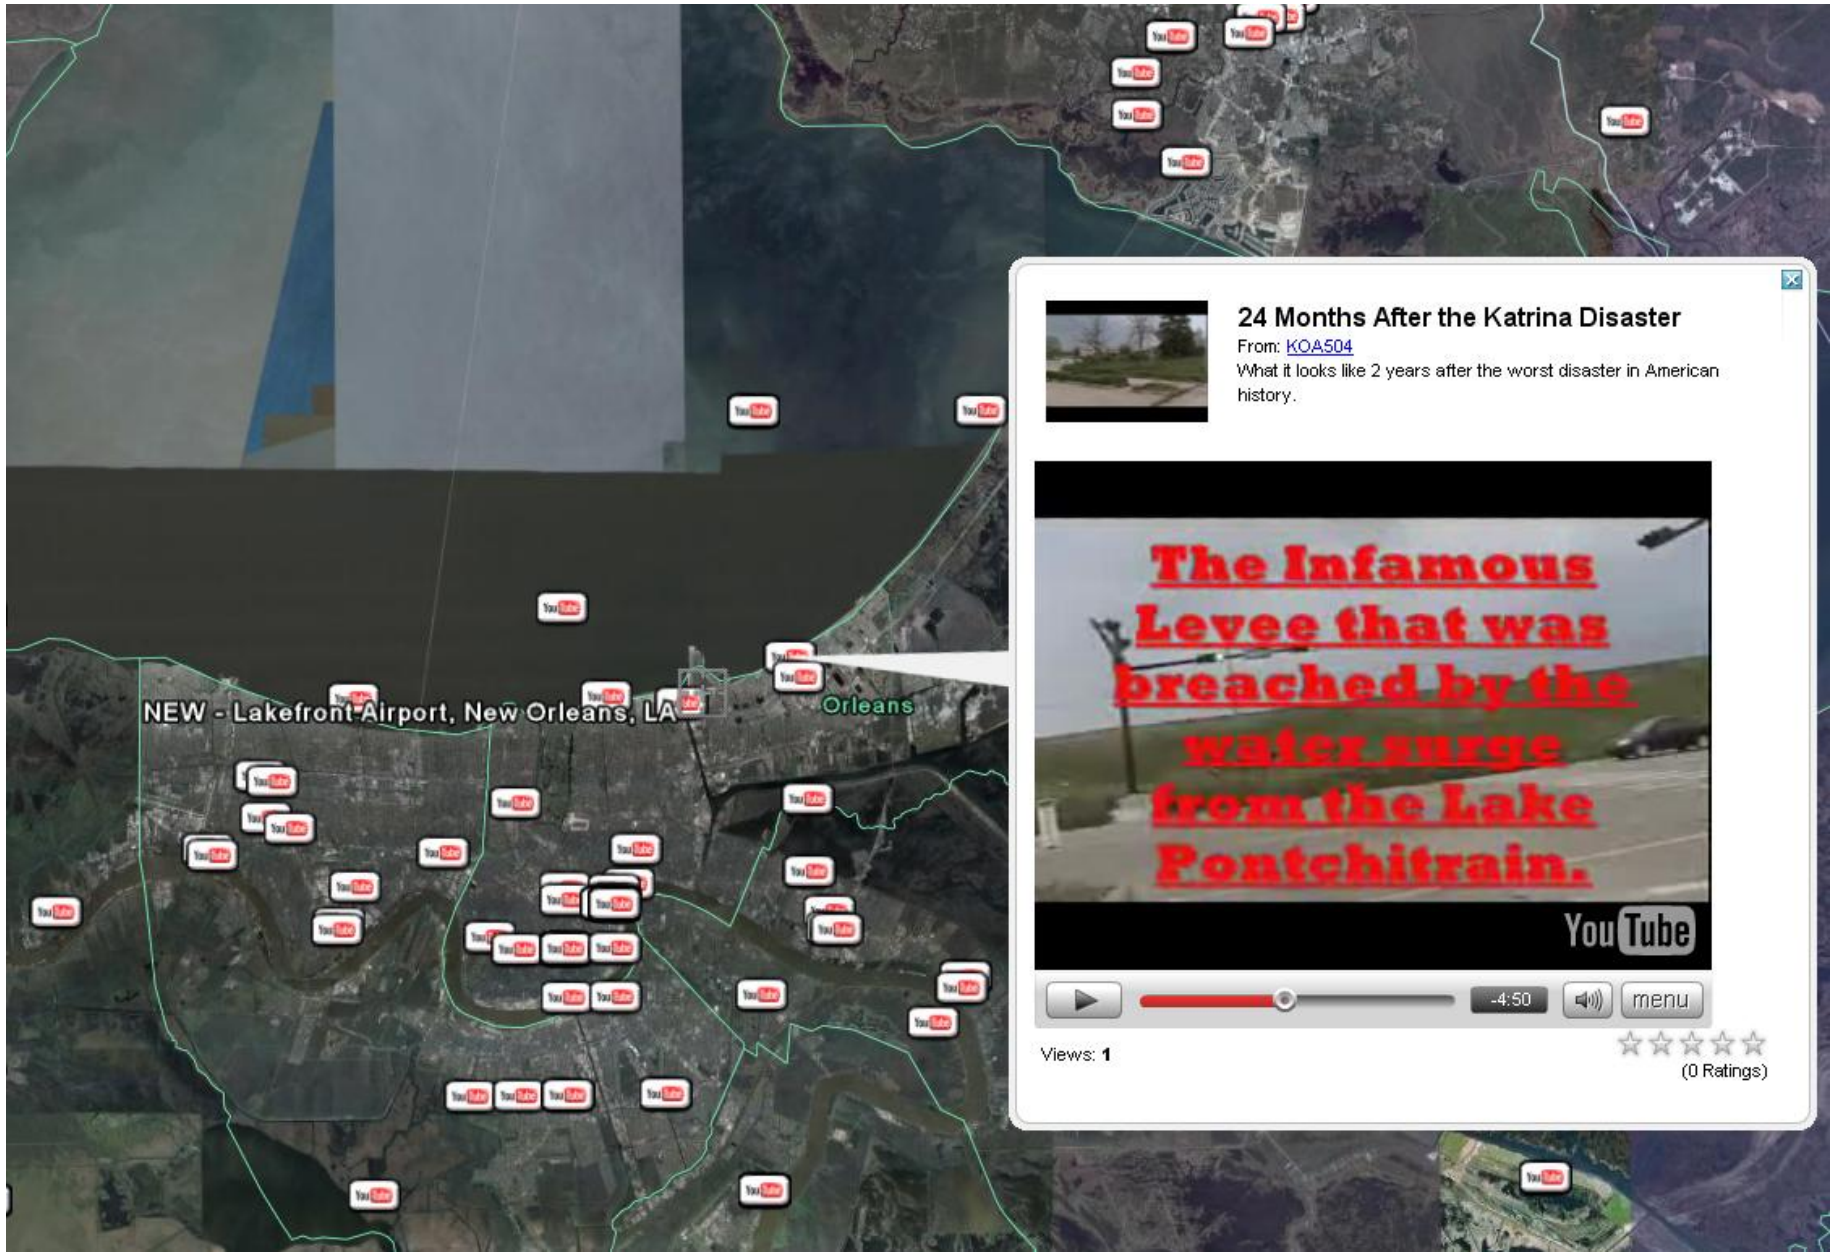 24 Months After the Katrina Disaster
From: KOA504
What it looks like 2 years after the worst disaster in American
history.
NEW - Lakefront Airport, New Orleans, LA
Orleans
The Infamous
Levee that was
breached by the
water surge
from the Lake
Pontchitrain.
YouTube
-4:50
menu
Views: 1
(0 Ratings)